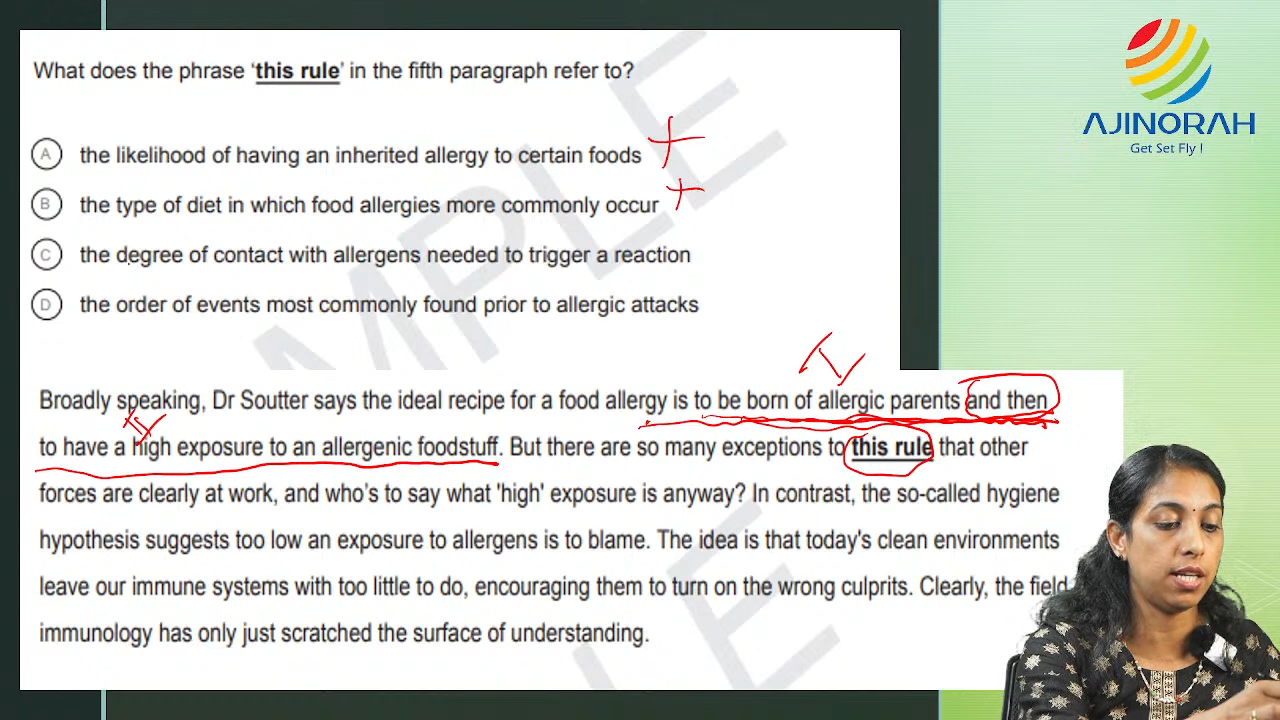 What does the phrase 'this rule' in the fifth paragraph refer to?
A the likelihood of having an inherited allergy to certain foods
B the type of diet in which food allergies more commonly occur
C the degree of contact with allergens needed to trigger a reaction
D the order of events most commonly found prior to allergic attacks
Broadly speaking, Dr Soutter says the ideal recipe for a food allergy is to be born of allergic parents and then
to have a high exposure to an allergenic foodstuff. But there are so many exceptions to this rule that other
forces are clearly at work, and who's to say what 'high' exposure is anyway? In contrast, the so-called hygiene
hypothesis suggests too low an exposure to allergens is to blame. The idea is that today's clean environments
leave our immune systems with too little to do, encouraging them to turn on the wrong culprits. Clearly, the field
immunology has only just scratched the surface of understanding.
AJINORAH
Get Set Fly !